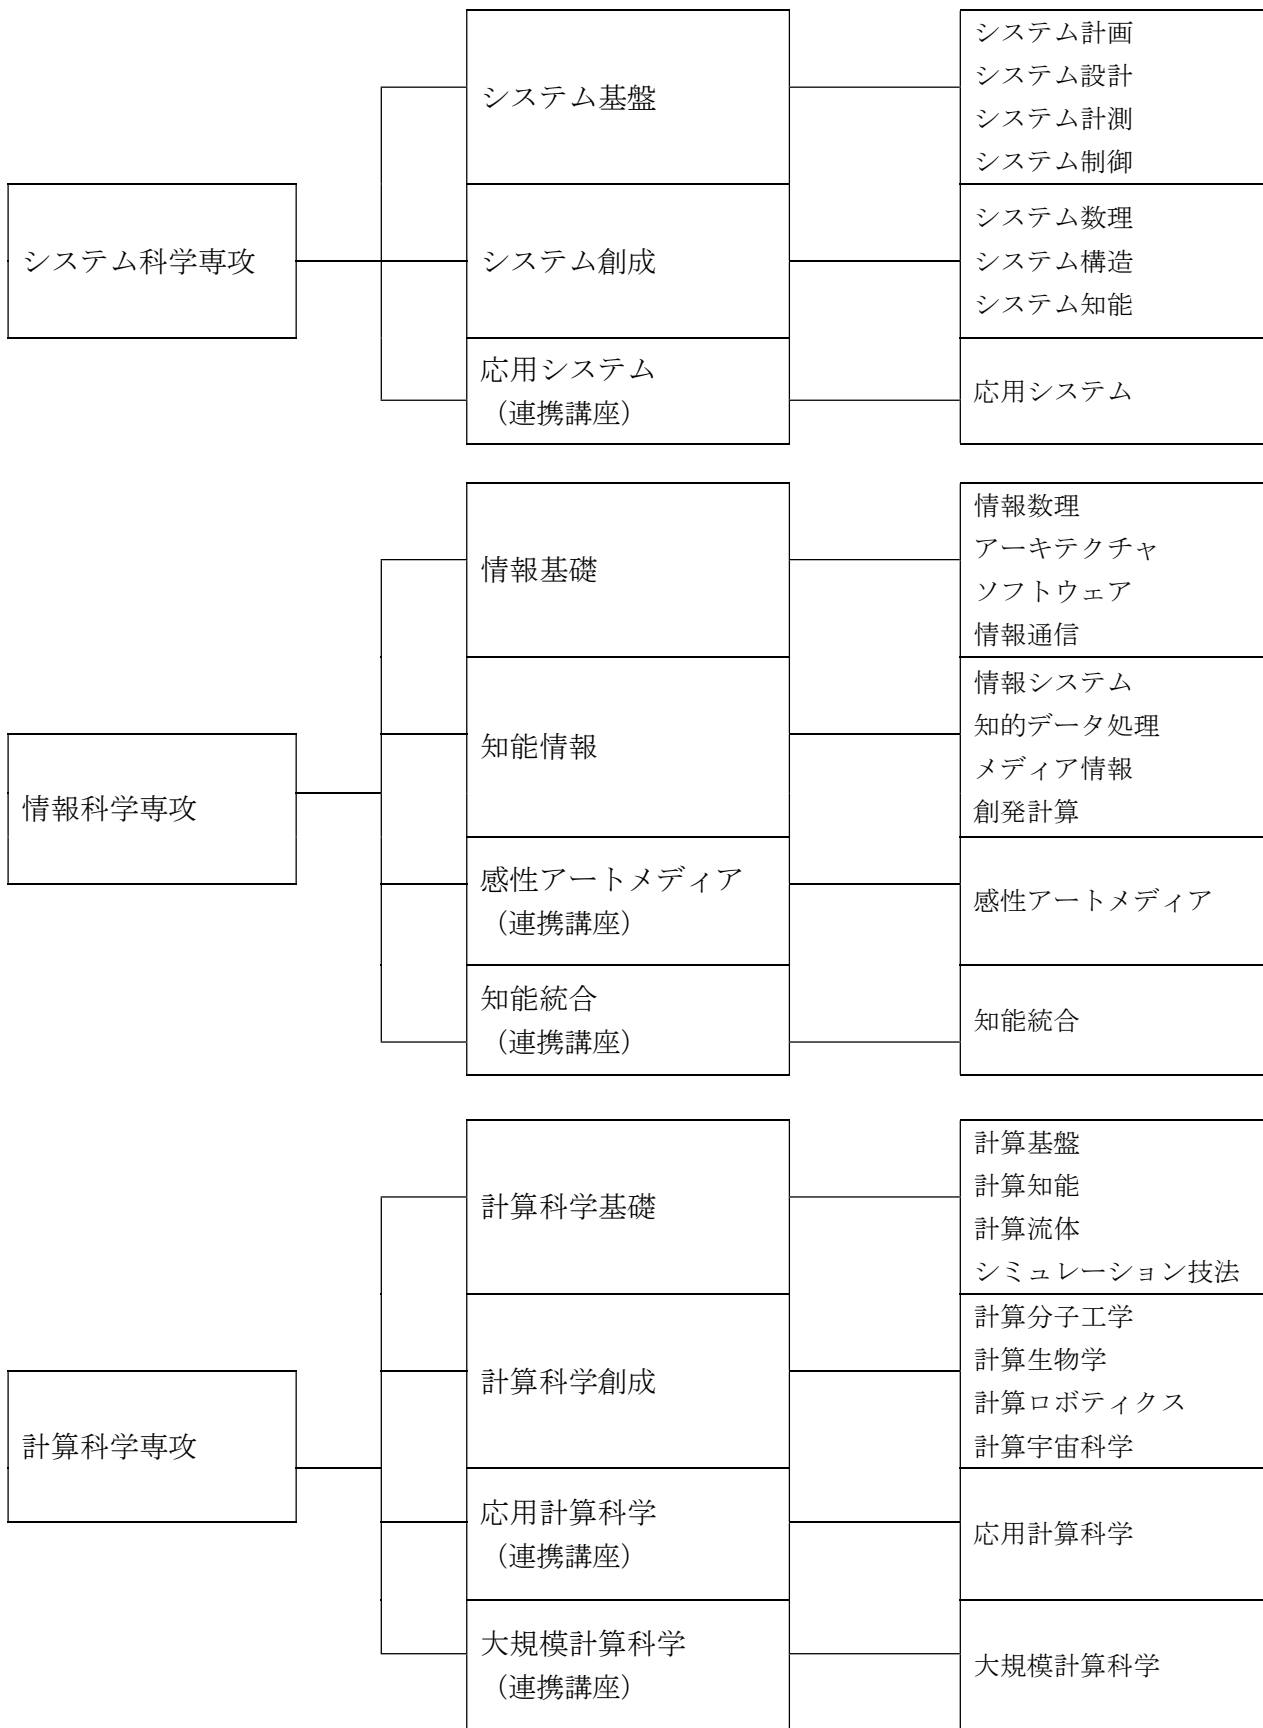 システム科学専攻
システム基盤
システム計画
システム設計
システム計測
システム制御
システム創成
システム数理
システム構造
システム知能
応用システム
（連携講座）
応用システム
情報科学専攻
情報基礎
情報数理
アーキテクチャ
ソフトウェア
情報通信
知能情報
情報システム
知的データ処理
メディア情報
創発計算
感性アートメディア
（連携講座）
感性アートメディア
知能統合
（連携講座）
知能統合
計算科学専攻
計算科学基礎
計算基盤
計算知能
計算流体
シミュレーション技法
計算科学創成
計算分子工学
計算生物学
計算ロボティクス
計算宇宙科学
応用計算科学
（連携講座）
応用計算科学
大規模計算科学
（連携講座）
大規模計算科学